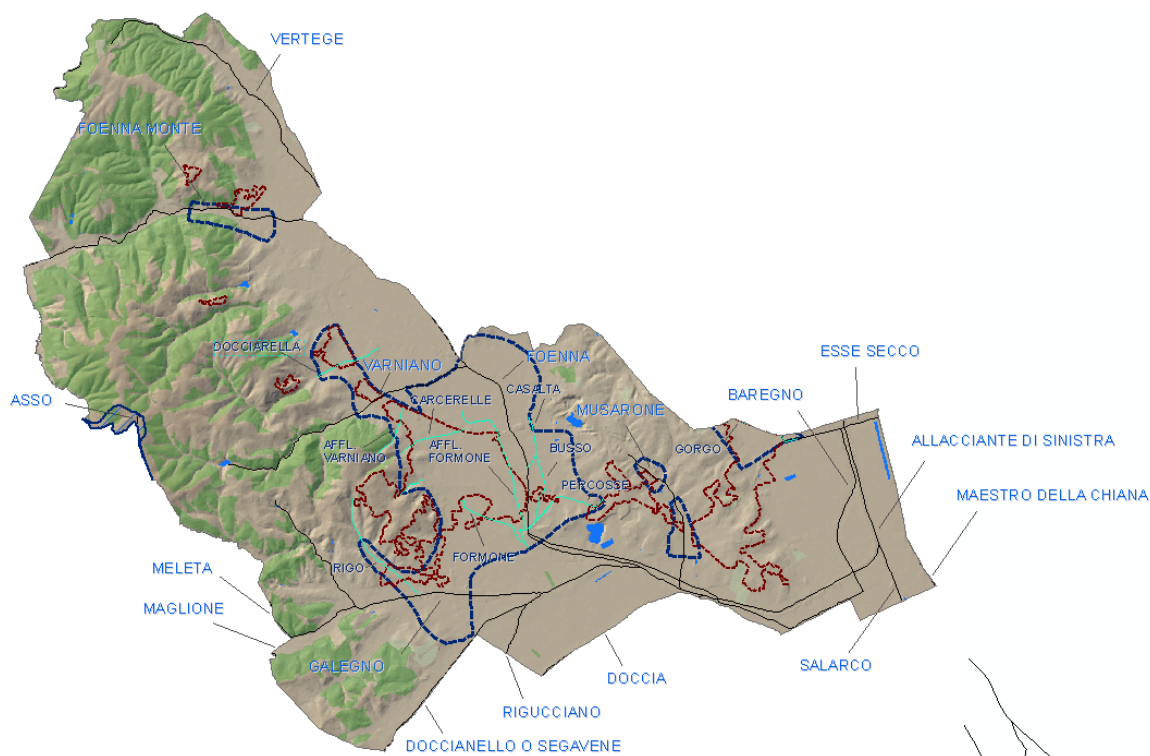 VERTEGE
FOENNA MONTE
ESSE SECCO
DOCCIARELLA
FOENNA
VARNIANO
CASALTA
BAREGNO
ASSO
CARCERELLE
MUSARONE
ALLACCIANTE DI SINISTRA
AFFL.
VARNIANO
AFFL.
FORMONE
BUSSO
GORGO
PERCOSSE
MAESTRO DELLA CHIANA
FORMONE
RIGO
MELETA
MAGLIONE
GALEGNO
SALARCO
DOCCIA
RIGUCCIANO
DOCCIANELLO O SEGAVENE